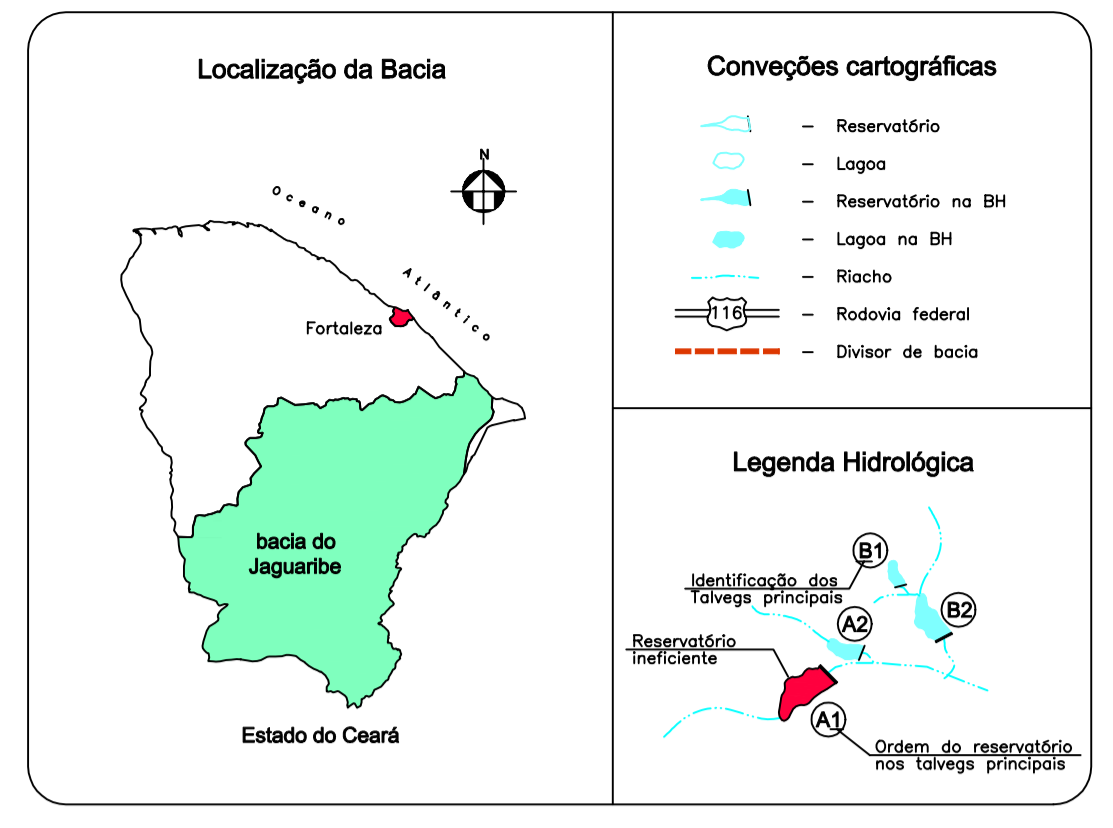 Localização da Bacia
N
Oceano
Atlântico
Fortaleza
bacia do
Jaguaribe
Estado do Ceará
Conveções cartográficas
– Reservatório
– Lagoa
– Reservatório na BH
– Lagoa na BH
– Riacho
116 – Rodovia federal
– Divisor de bacia
Legenda Hidrológica
B1
Identificação dos
Talvegs principais
B2
A2
Reservatório
ineficiente
A1
Ordem do reservatório
nos talvegs principais